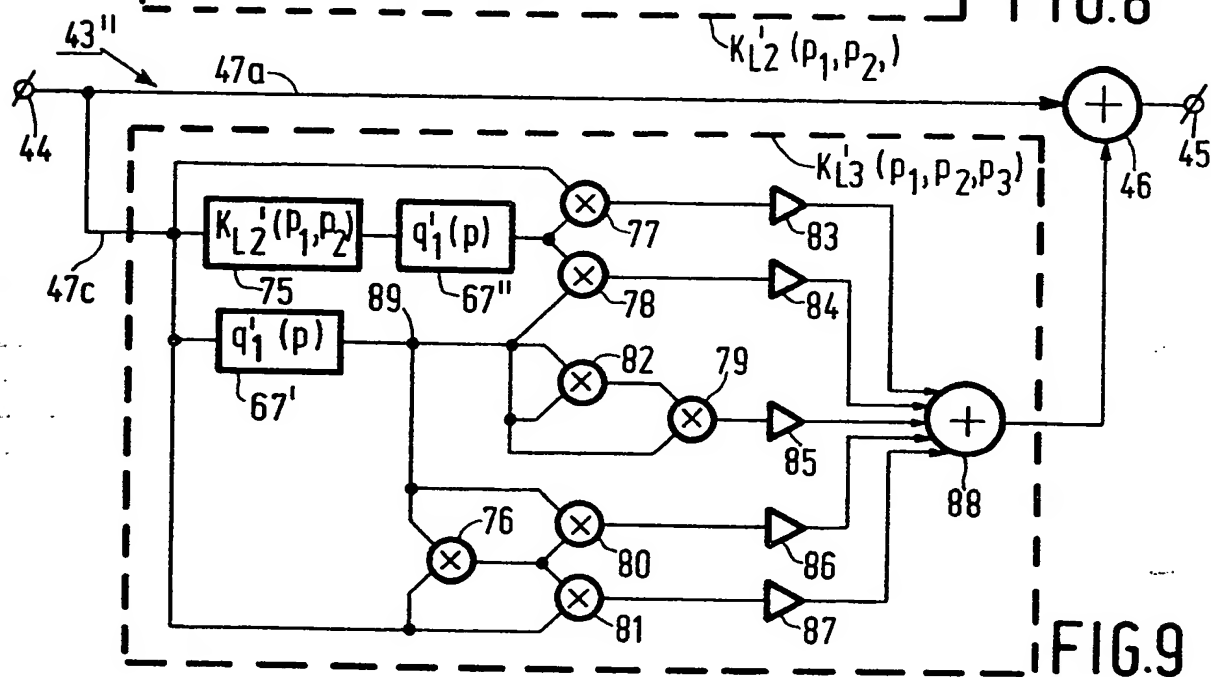 FIG.8
K'L2 (p1,p2,)
43"
47a
44
45
46
K'L3 (p1,p2,p3)
KL2'(p1,p2)
q'1(p)
77
83
47c
75
67"
78
84
89
q'1 (p)
67'
82
79
85
88
76
80
86
81
87
FIG.9